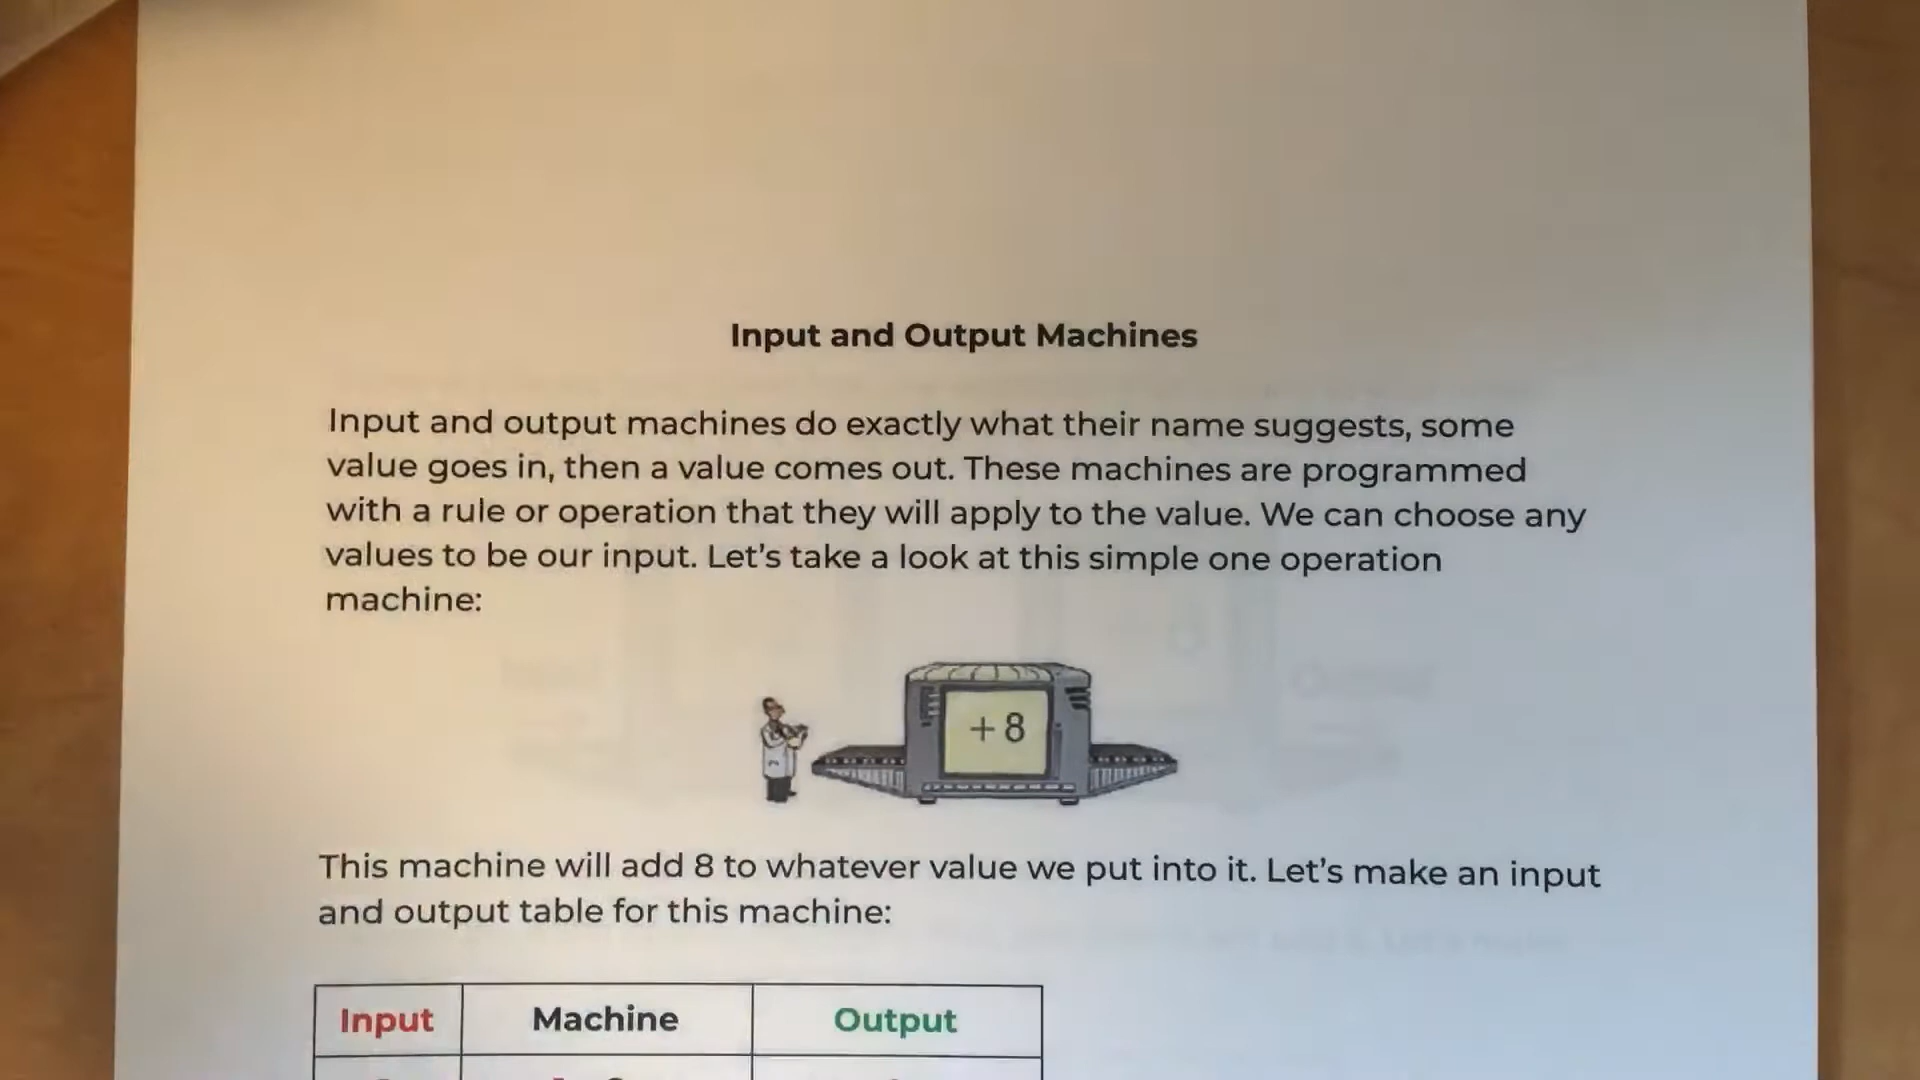 Input and Output Machines
Input and output machines do exactly what their name suggests, some
value goes in, then a value comes out. These machines are programmed
with a rule or operation that they will apply to the value. We can choose any
values to be our input. Let's take a look at this simple one operation
machine:
+8
This machine will add 8 to whatever value we put into it. Let's make an input
and output table for this machine:
Input Machine Output